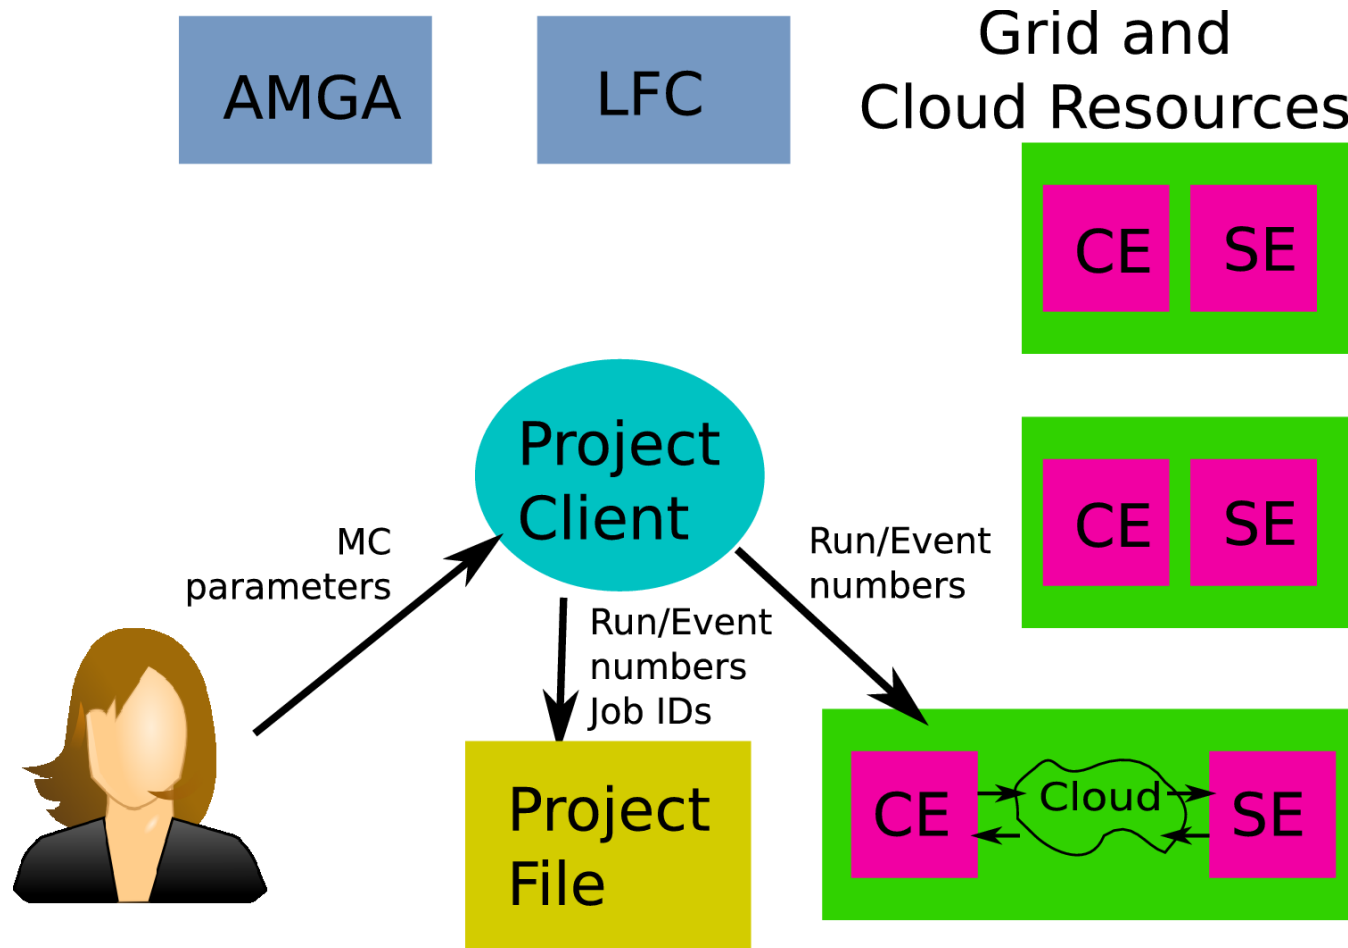 AMGA
LFC
Grid and
Cloud Resources
CE
SE
Project
Client
CE
SE
MC
parameters
Run/Event
numbers
Run/Event
numbers
Job IDs
Project
File
CE
Cloud
SE